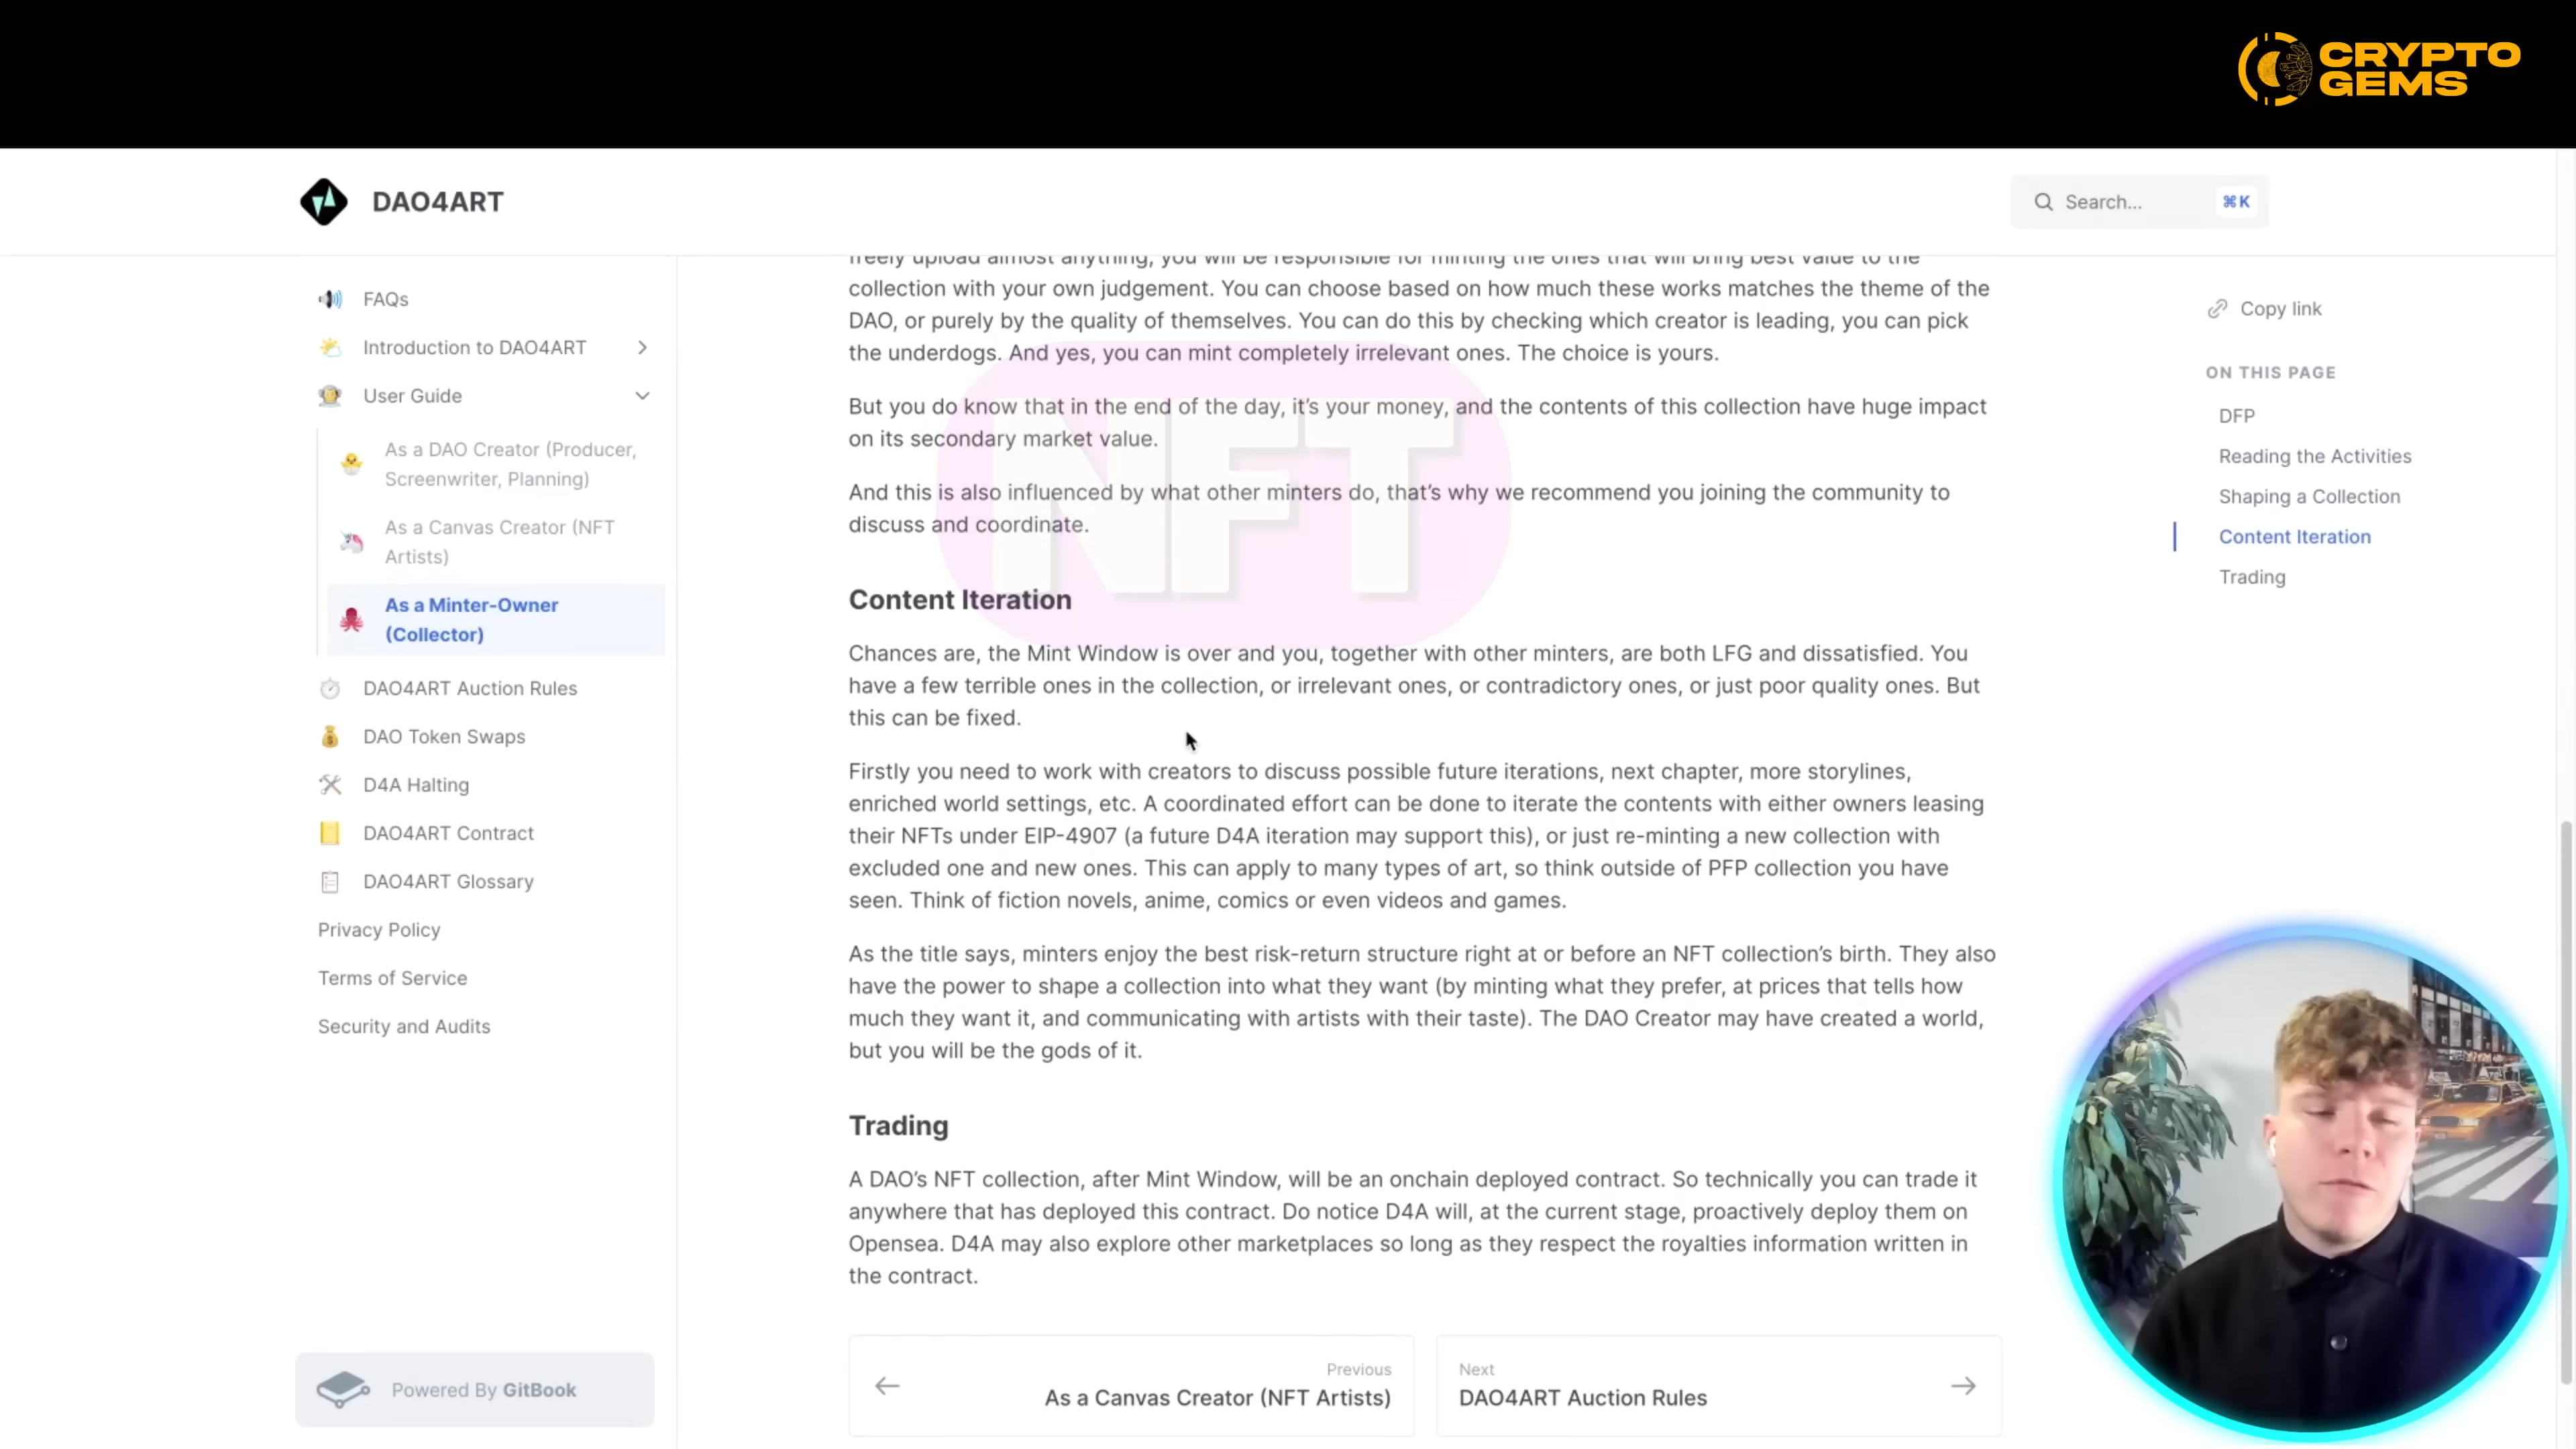 CRYPTO
GEMS
DAO4ART
Search...
⌘K
FAQs
Introduction to DAO4ART
User Guide
As a DAO Creator (Producer,
Screenwriter, Planning)
As a Canvas Creator (NFT
Artists)
As a Minter-Owner
(Collector)
DAO4ART Auction Rules
DAO Token Swaps
D4A Halting
DAO4ART Contract
DAO4ART Glossary
Privacy Policy
Terms of Service
Security and Audits
Powered By GitBook
freely upload almost anything, you will be responsible for minting the ones that will bring best value to the
collection with your own judgement. You can choose based on how much these works matches the theme of the
DAO, or purely by the quality of themselves. You can do this by checking which creator is leading, you can pick
the underdogs. And yes, you can mint completely irrelevant ones. The choice is yours.
But you do know that in the end of the day, it's your money, and the contents of this collection have huge impact
on its secondary market value.
And this is also influenced by what other minters do, that's why we recommend you joining the community to
discuss and coordinate.
NFT
Content Iteration
Chances are, the Mint Window is over and you, together with other minters, are both LFG and dissatisfied. You
have a few terrible ones in the collection, or irrelevant ones, or contradictory ones, or just poor quality ones. But
this can be fixed.
Firstly you need to work with creators to discuss possible future iterations, next chapter, more storylines,
enriched world settings, etc. A coordinated effort can be done to iterate the contents with either owners leasing
their NFTs under EIP-4907 (a future D4A iteration may support this), or just re-minting a new collection with
excluded one and new ones. This can apply to many types of art, so think outside of PFP collection you have
seen. Think of fiction novels, anime, comics or even videos and games.
As the title says, minters enjoy the best risk-return structure right at or before an NFT collection's birth. They also
have the power to shape a collection into what they want (by minting what they prefer, at prices that tells how
much they want it, and communicating with artists with their taste). The DAO Creator may have created a world,
but you will be the gods of it.
Trading
A DAO's NFT collection, after Mint Window, will be an onchain deployed contract. So technically you can trade it
anywhere that has deployed this contract. Do notice D4A will, at the current stage, proactively deploy them on
Opensea. D4A may also explore other marketplaces so long as they respect the royalties information written in
the contract.
Previous
As a Canvas Creator (NFT Artists)
Next
DAO4ART Auction Rules
Copy link
ON THIS PAGE
DFP
Reading the Activities
Shaping a Collection
Content Iteration
Trading